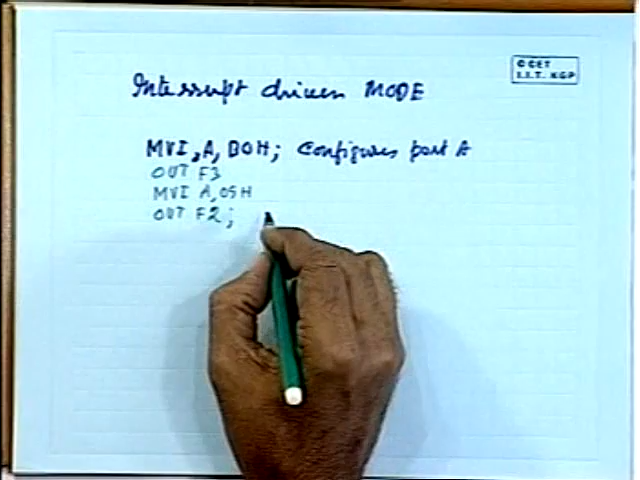 ©CET
I.I.T. KGP
Interrupt driven MODE
MVI, A, B0H; Configures port A
OUT F3
MVI A, 05H
OUT F2;